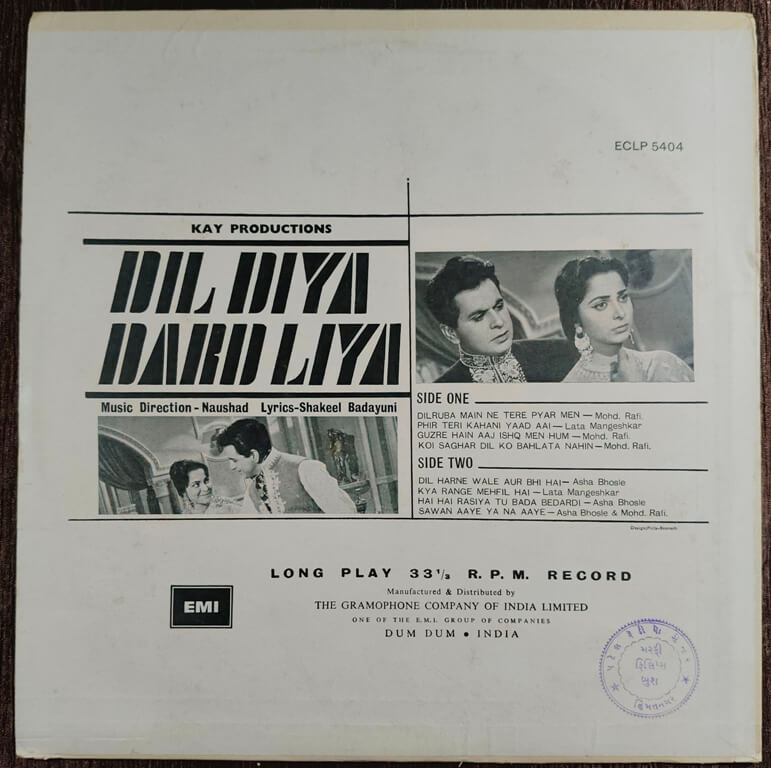 ECLP 5404
KAY PRODUCTIONS
DIL DIYA
DARD LIYA
Music Direction - Naushad Lyrics-Shakeel Badayuni
SIDE ONE
DILRUBA MAIN NE TERE PYAR MEN — Mohd. Rafi.
PHIR TERI KAHANI YAAD AAI — Lata Mangeshkar
GUZRE HAIN AAJ ISHQ MEN HUM — Mohd. Rafi.
KOI SAGHAR DIL KO BAHLATA NAHIN — Mohd. Rafi.
SIDE TWO
DIL HARNE WALE AUR BHI HAI — Asha Bhosle
KYA RANGE MEHFIL HAI — Lata Mangeshkar
HAI HAI RASIYA TU BADA BEDARDI — Asha Bhosle
SAWAN AAYE YA NA AAYE — Asha Bhosle & Mohd. Rafi.
LONG PLAY 33 1/3 R.P.M. RECORD
Manufactured & Distributed by
THE GRAMOPHONE COMPANY OF INDIA LIMITED
ONE OF THE E.M.I. GROUP OF COMPANIES
DUM DUM • INDIA
EMI
મરફી
ફિલિપ્સ
બુશ
હિંમતનગર